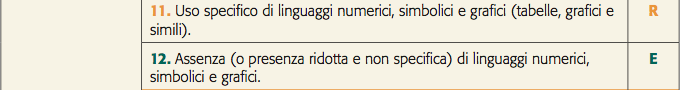 11. Uso specifico di linguaggi numerici, simbolici e grafici (tabelle, grafici e R
simili).
12. Assenza (o presenza ridotta e non specifica) di linguaggi numerici, E
simbolici e grafici.